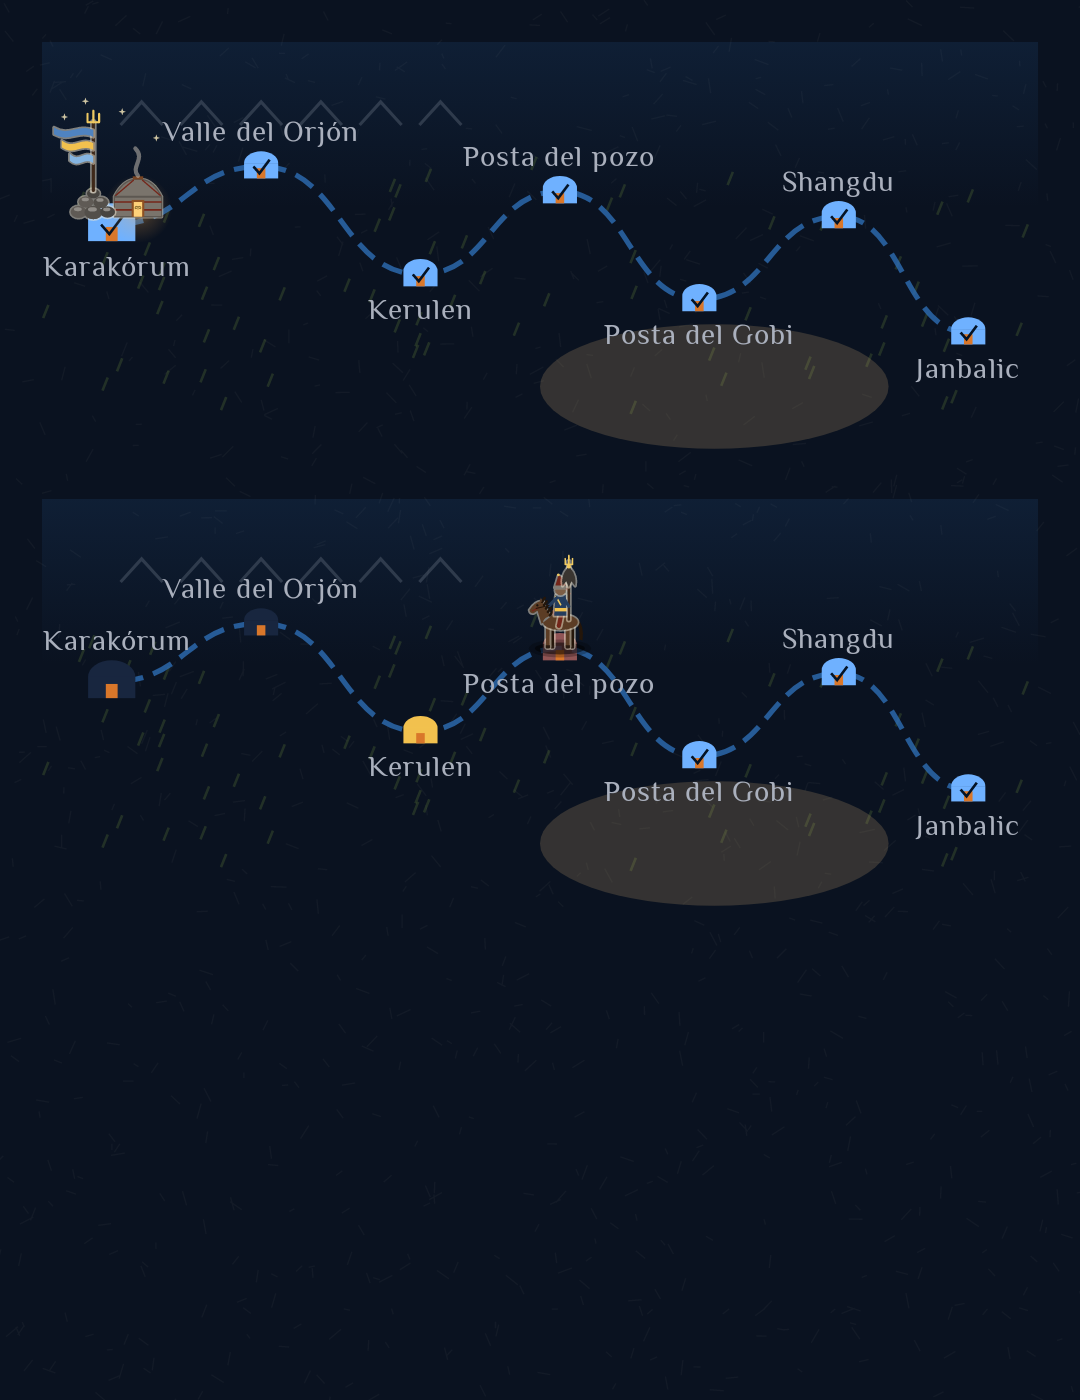 Valle del Orjón
Posta del pozo
Shangdu
Karakórum
Kerulen
Posta del Gobi
Janbalic
Valle del Orjón
Karakórum
Shangdu
Posta del pozo
Kerulen
Posta del Gobi
Janbalic